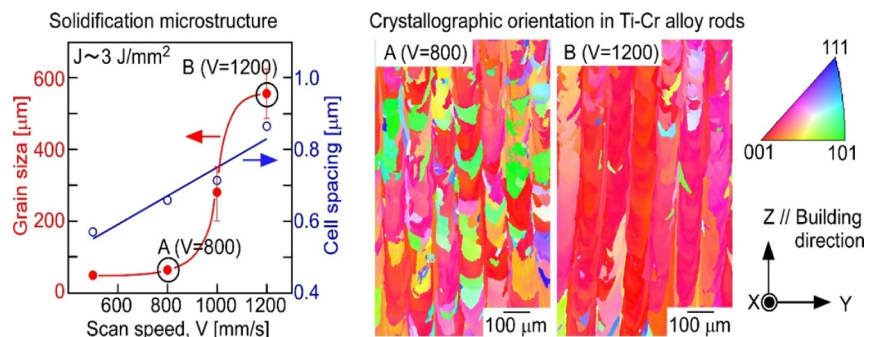 Solidification microstructure
J～3 J/mm²
B (V=1200)
A (V=800)
Grain siza [μm]
600
400
200
0
Cell spacing [μm]
1.0
0.8
0.6
0.4
600 800 1000 1200
Scan speed, V [mm/s]
Crystallographic orientation in Ti-Cr alloy rods
A (V=800)
B (V=1200)
100 μm
100 μm
111
001
101
Z // Building
direction
X
Y